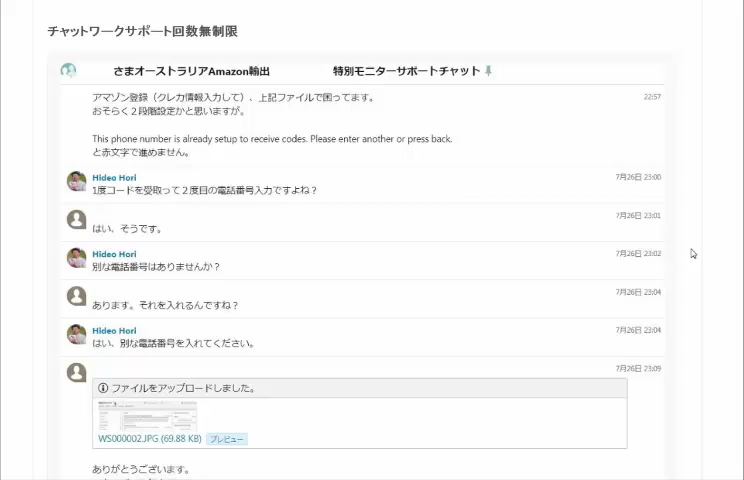 チャットワークサポート回数無制限
さまオーストラリアAmazon輸出 特別モニターサポートチャット
アマゾン登録（クレカ情報入力して）、上記ファイルで困ってます。 22:57
おそらく２段階設定かと思いますが。
This phone number is already setup to receive codes. Please enter another or press back.
と赤文字で進めません。
Hideo Hori 7月26日 23:00
1度コードを受取って２度目の電話番号入力ですよね？
7月26日 23:01
はい、そうです。
Hideo Hori 7月26日 23:02
別な電話番号はありませんか？
7月26日 23:04
あります。それを入れるんですね？
Hideo Hori 7月26日 23:04
はい、別な電話番号を入れてください。
7月26日 23:09
ファイルをアップロードしました。
WS000002.JPG (69.88 KB) プレビュー
ありがとうございます。